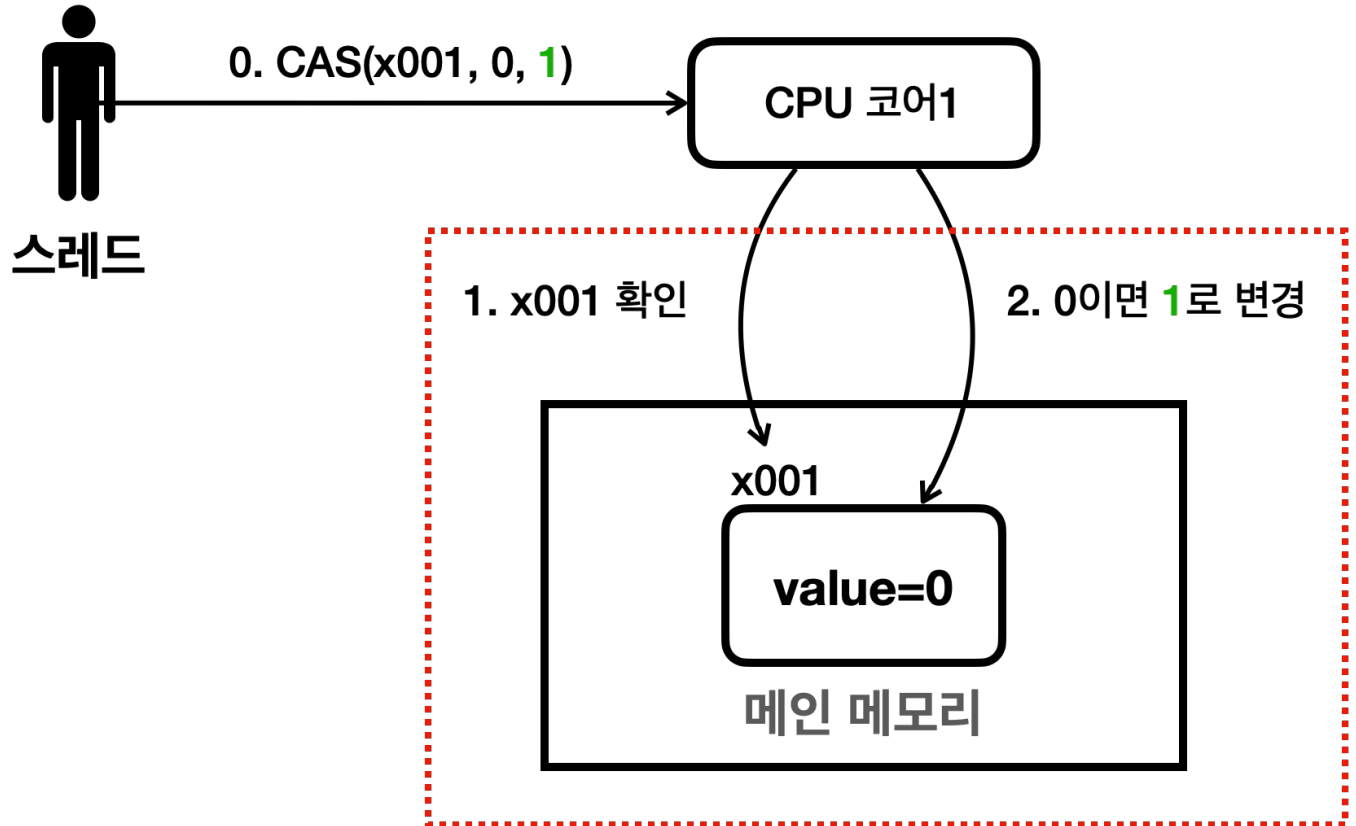 0. CAS(x001, 0, 1)
CPU 코어1
스레드
1. x001 확인
2. 0이면 1로 변경
x001
value=0
메인 메모리